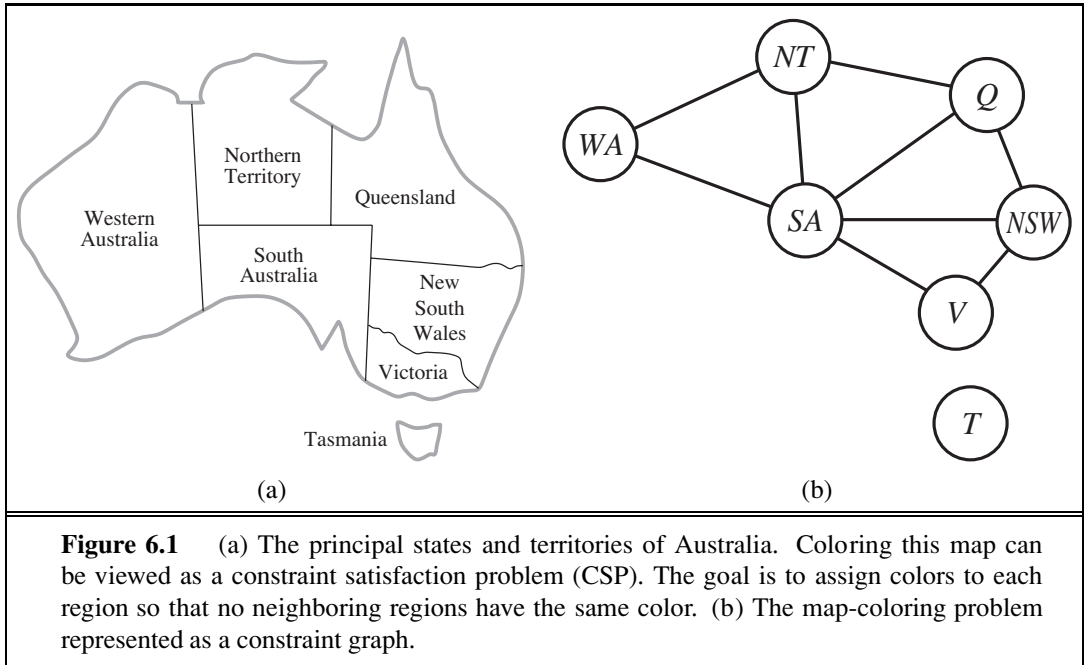 Northern
Territory
Western
Australia
Queensland
South
Australia
New
South
Wales
Victoria
Tasmania
(a)
NT
Q
WA
SA
NSW
V
T
(b)
Figure 6.1 (a) The principal states and territories of Australia. Coloring this map can
be viewed as a constraint satisfaction problem (CSP). The goal is to assign colors to each
region so that no neighboring regions have the same color. (b) The map-coloring problem
represented as a constraint graph.